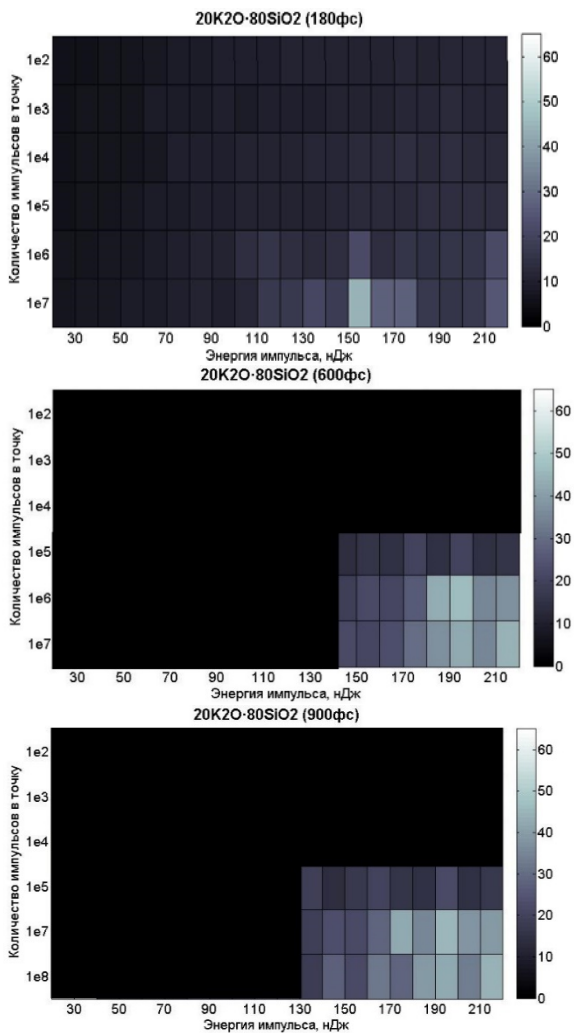 20K2O·80SiO2 (180фс)
Количество импульсов в точку
1e2
1e3
1e4
1e5
1e6
1e7
30 50 70 90 110 130 150 170 190 210
Энергия импульса, нДж
60
50
40
30
20
10
0
20K2O·80SiO2 (600фс)
Количество импульсов в точку
1e2
1e3
1e4
1e5
1e6
1e7
30 50 70 90 110 130 150 170 190 210
Энергия импульса, нДж
60
50
40
30
20
10
0
20K2O·80SiO2 (900фс)
Количество импульсов в точку
1e2
1e3
1e4
1e5
1e7
1e8
30 50 70 90 110 130 150 170 190 210
Энергия импульса, нДж
60
50
40
30
20
10
0